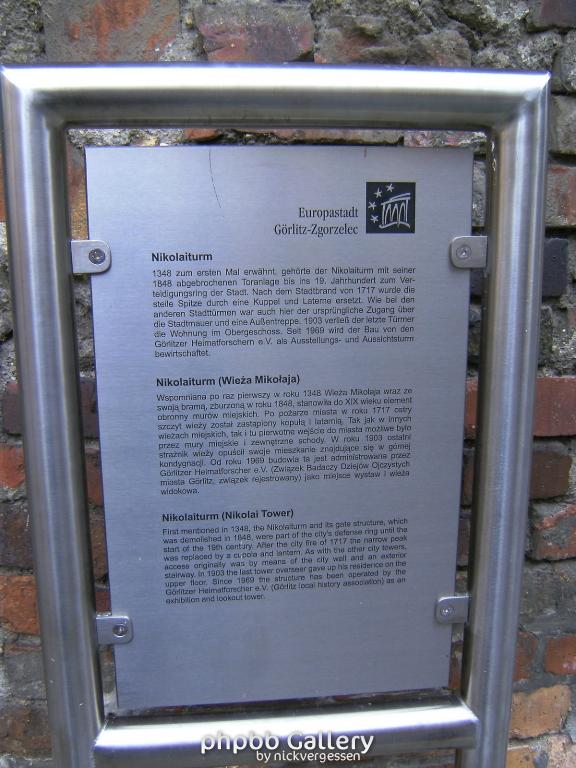 Europastadt
Görlitz-Zgorzelec
Nikolaiturm
1348 zum ersten Mal erwähnt, gehörte der Nikolaiturm mit seiner
1848 abgebrochenen Toranlage bis ins 19. Jahrhundert zum Ver-
teidigungsring der Stadt. Nach dem Stadtbrand von 1717 wurde die
steile Spitze durch eine Kuppel und Laterne ersetzt. Wie bei den
anderen Stadttürmen war auch hier der ursprüngliche Zugang über
die Stadtmauer und eine Außentreppe. 1903 verließ der letzte Türmer
die Wohnung im Obergeschoss. Seit 1969 wird der Bau von den
Görlitzer Heimatforschern e.V. als Ausstellungs- und Aussichtsturm
bewirtschaftet.
Nikolaiturm (Wieża Mikołaja)
Wspomniana po raz pierwszy w roku 1348 Wieża Mikołaja wraz ze
swoją bramą, zburzoną w roku 1848, stanowiła do XIX wieku element
obronny murów miejskich. Po pożarze miasta w roku 1717 ostry
szczyt wieży został zastąpiony kopułą i latarnią. Tak jak w innych
wieżach miejskich, tak i tu pierwotne wejście do miasta możliwe było
przez mury miejskie i zewnętrzne schody. W roku 1903 ostatni
strażnik wieży opuścił swoje mieszkanie znajdujące się w górnej
kondygnacji. Od roku 1969 budowla ta jest administrowana przez
Görlitzer Heimatforscher e.V. (Związek Badaczy Dziejów Ojczystych
miasta Görlitz, związek rejestrowany) jako miejsce wystaw i wieża
widokowa.
Nikolaiturm (Nikolai Tower)
First mentioned in 1348, the Nikolaiturm and its gate structure, which
was demolished in 1848, were part of the city's defense ring until the
start of the 19th century. After the city fire of 1717 the narrow peak
was replaced by a cupola and lantern. As with the other city towers,
access originally was by means of the city wall and an exterior
stairway. In 1903 the last tower overseer gave up his residence on the
upper floor. Since 1969 the structure has been operated by the
Görlitzer Heimatforscher e.V. (Görlitz local history association) as an
exhibition and lookout tower.
phpbb Gallery
by nickvergessen